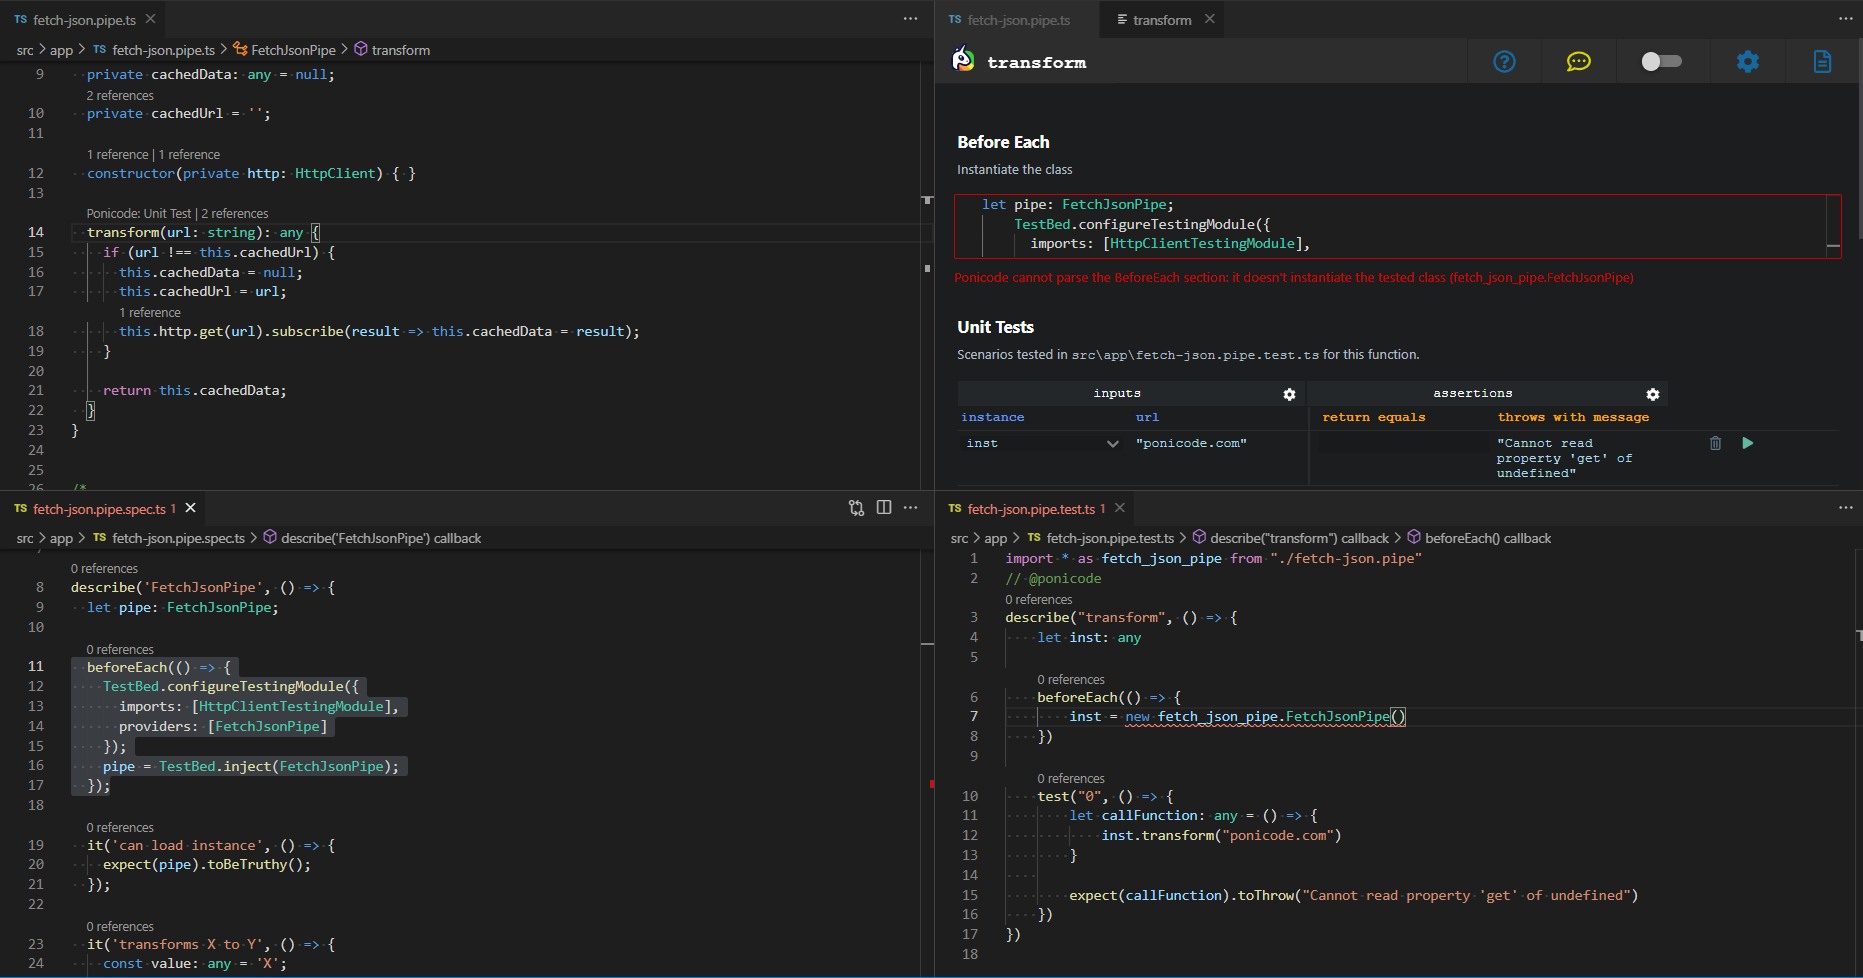 TS fetch-json.pipe.ts
src > app > TS fetch-json.pipe.ts > FetchJsonPipe > transform
9 private cachedData: any = null;
2 references
10 private cachedUrl = '';
11
1 reference | 1 reference
12 constructor(private http: HttpClient) { }
13
Ponicode: Unit Test | 2 references
14 transform(url: string): any {
15 if (url !== this.cachedUrl) {
16 this.cachedData = null;
17 this.cachedUrl = url;
1 reference
18 this.http.get(url).subscribe(result => this.cachedData = result);
19 }
20
21 return this.cachedData;
22 }
23 }
24
25
26 /*
TS fetch-json.pipe.ts
transform
transform
Before Each
Instantiate the class
let pipe: FetchJsonPipe;
TestBed.configureTestingModule({
imports: [HttpClientTestingModule],
Ponicode cannot parse the BeforeEach section: it doesn't instantiate the tested class (fetch_json_pipe.FetchJsonPipe)
Unit Tests
Scenarios tested in src\app\fetch-json.pipe.test.ts for this function.
inputs assertions
instance url return equals throws with message
inst "ponicode.com" "Cannot read
property 'get' of
undefined"
TS fetch-json.pipe.spec.ts 1
src > app > TS fetch-json.pipe.spec.ts > describe('FetchJsonPipe') callback
0 references
8 describe('FetchJsonPipe', () => {
9 let pipe: FetchJsonPipe;
10
0 references
11 beforeEach(() => {
12 TestBed.configureTestingModule({
13 imports: [HttpClientTestingModule],
14 providers: [FetchJsonPipe]
15 });
16 pipe = TestBed.inject(FetchJsonPipe);
17 });
18
0 references
19 it('can load instance', () => {
20 expect(pipe).toBeTruthy();
21 });
22
0 references
23 it('transforms X to Y', () => {
24 const value: any = 'X';
TS fetch-json.pipe.test.ts 1
src > app > TS fetch-json.pipe.test.ts > describe("transform") callback > beforeEach() callback
1 import * as fetch_json_pipe from "./fetch-json.pipe"
2 // @ponicode
0 references
3 describe("transform", () => {
4 let inst: any
5
0 references
6 beforeEach(() => {
7 inst = new fetch_json_pipe.FetchJsonPipe()
8 })
9
0 references
10 test("0", () => {
11 let callFunction: any = () => {
12 inst.transform("ponicode.com")
13 }
14
15 expect(callFunction).toThrow("Cannot read property 'get' of undefined")
16 })
17 })
18